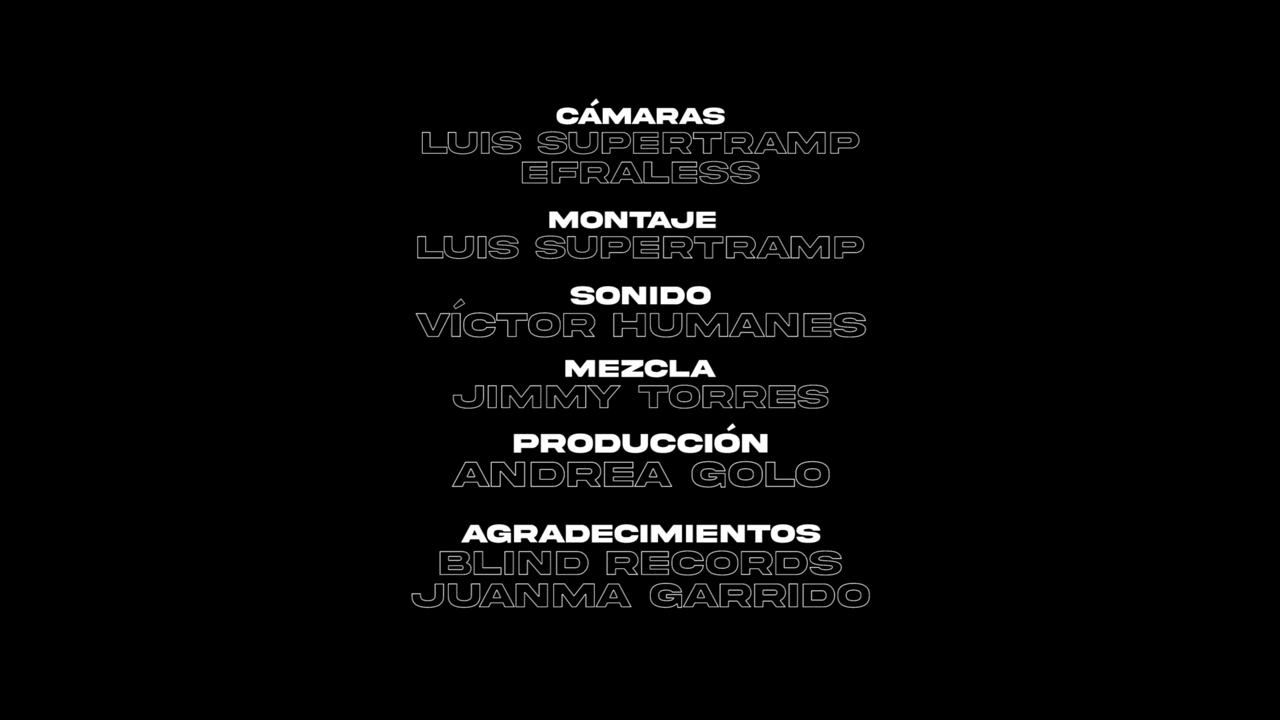 CÁMARAS
LUIS SUPERTRAMP
EFRALESS
MONTAJE
LUIS SUPERTRAMP
SONIDO
VÍCTOR HUMANES
MEZCLA
JIMMY TORRES
PRODUCCIÓN
ANDREA GOLO
AGRADECIMIENTOS
BLIND RECORDS
JUANMA GARRIDO